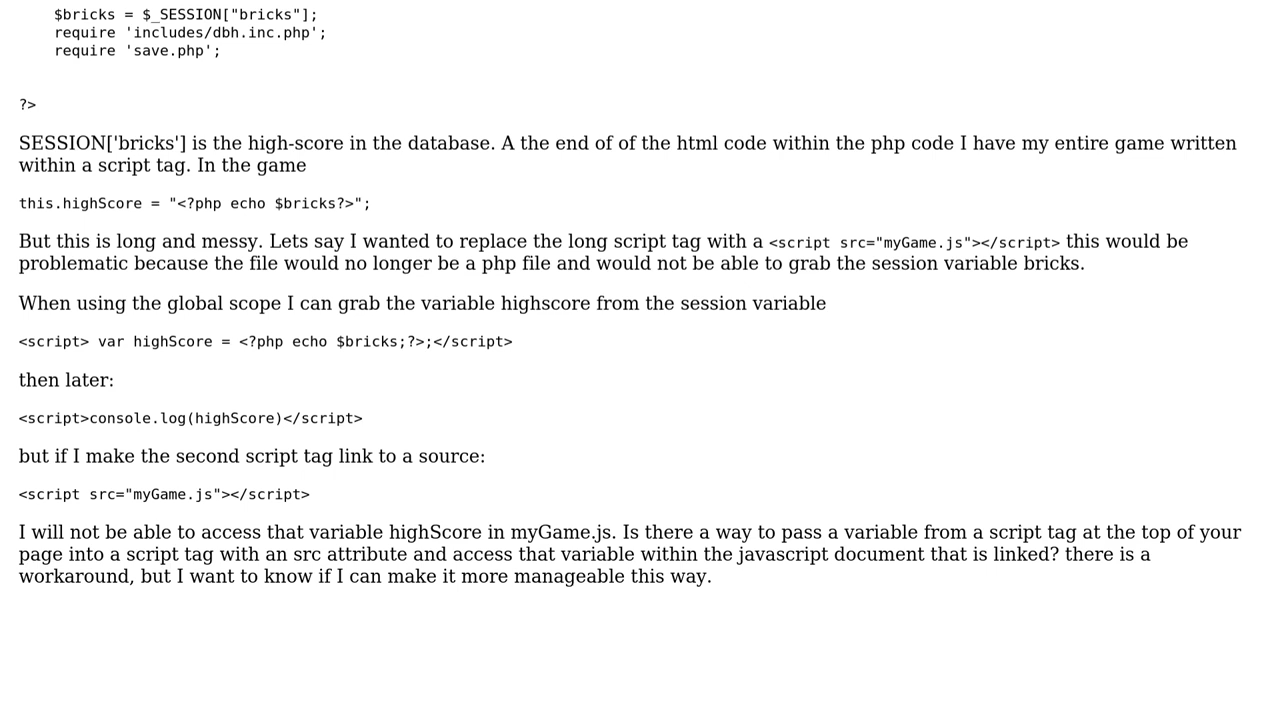 $bricks = $_SESSION["bricks"];
require 'includes/dbh.inc.php';
require 'save.php';
?>
SESSION['bricks'] is the high-score in the database. A the end of of the html code within the php code I have my entire game written
within a script tag. In the game
this.highScore = "<?php echo $bricks?>";
But this is long and messy. Lets say I wanted to replace the long script tag with a <script src="myGame.js"></script> this would be
problematic because the file would no longer be a php file and would not be able to grab the session variable bricks.
When using the global scope I can grab the variable highscore from the session variable
<script> var highScore = <?php echo $bricks;?>;</script>
then later:
<script>console.log(highScore)</script>
but if I make the second script tag link to a source:
<script src="myGame.js"></script>
I will not be able to access that variable highScore in myGame.js. Is there a way to pass a variable from a script tag at the top of your
page into a script tag with an src attribute and access that variable within the javascript document that is linked? there is a
workaround, but I want to know if I can make it more manageable this way.